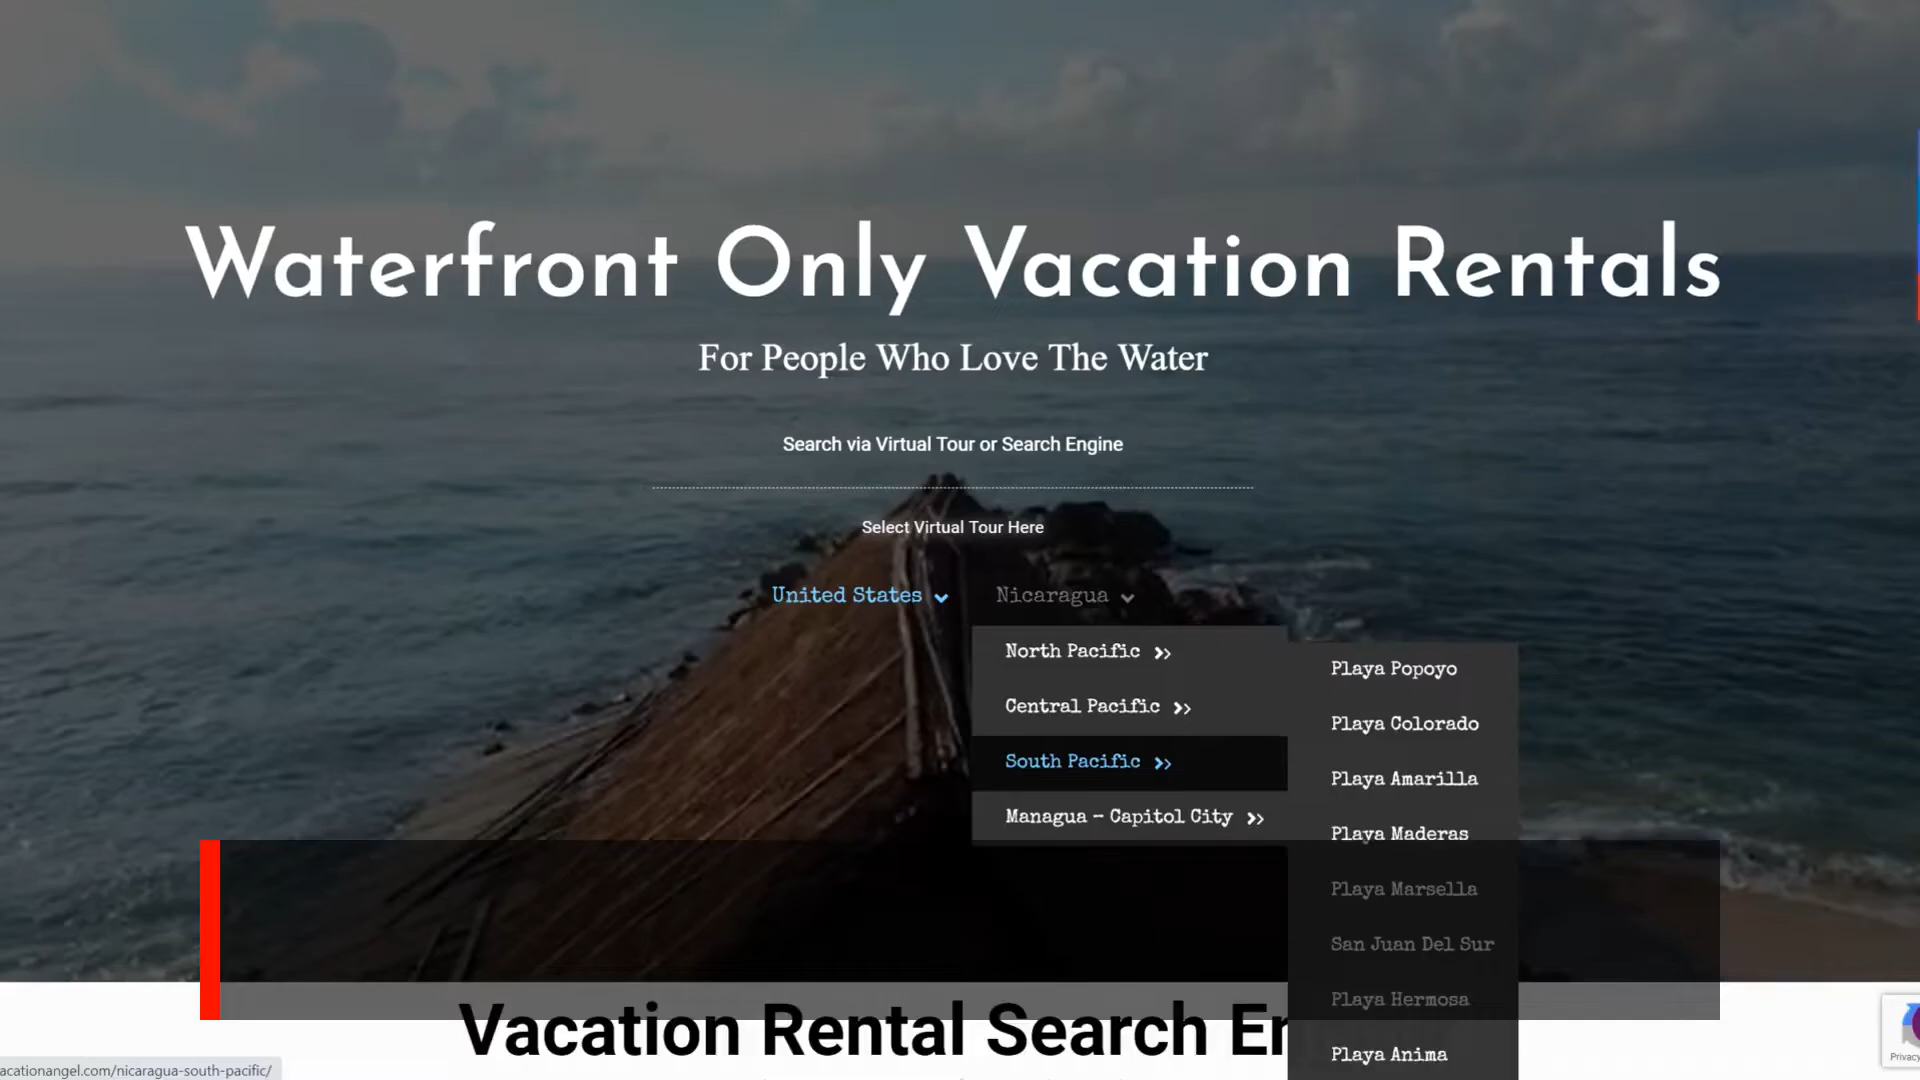 Waterfront Only Vacation Rentals
For People Who Love The Water
Search via Virtual Tour or Search Engine
Select Virtual Tour Here
United States
Nicaragua
North Pacific
Central Pacific
South Pacific
Managua - Capitol City
Playa Popoyo
Playa Colorado
Playa Amarilla
Playa Maderas
Playa Marsella
San Juan Del Sur
Playa Hermosa
Playa Anima
Vacation Rental Search
acationangel.com/nicaragua-south-pacific/
Privacy